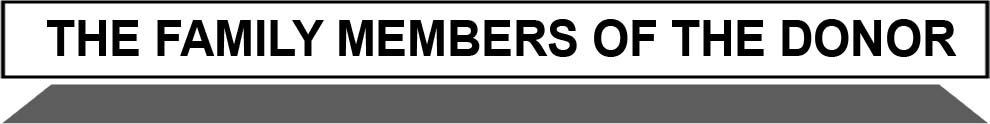 THE FAMILY MEMBERS OF THE DONOR